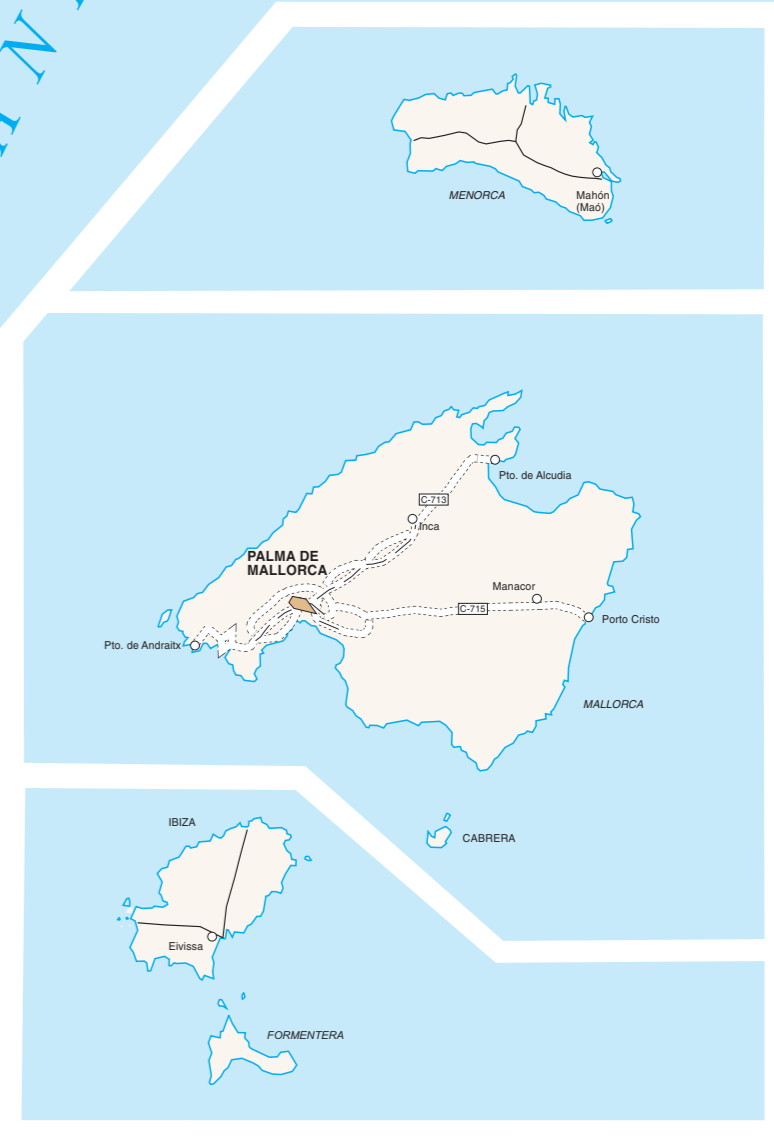 N
MENORCA
Mahón
(Maó)
Pto. de Alcudia
C-713
Inca
PALMA DE
MALLORCA
Manacor
C-715
Porto Cristo
Pto. de Andraitx
MALLORCA
IBIZA
CABRERA
Eivissa
FORMENTERA